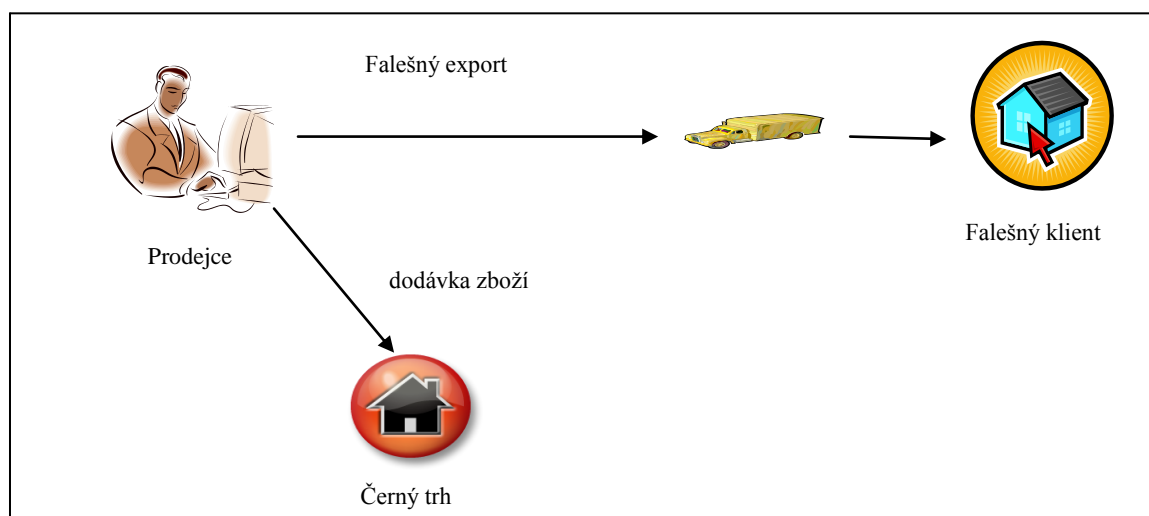 Falešný export
Falešný klient
Prodejce
dodávka zboží
Černý trh